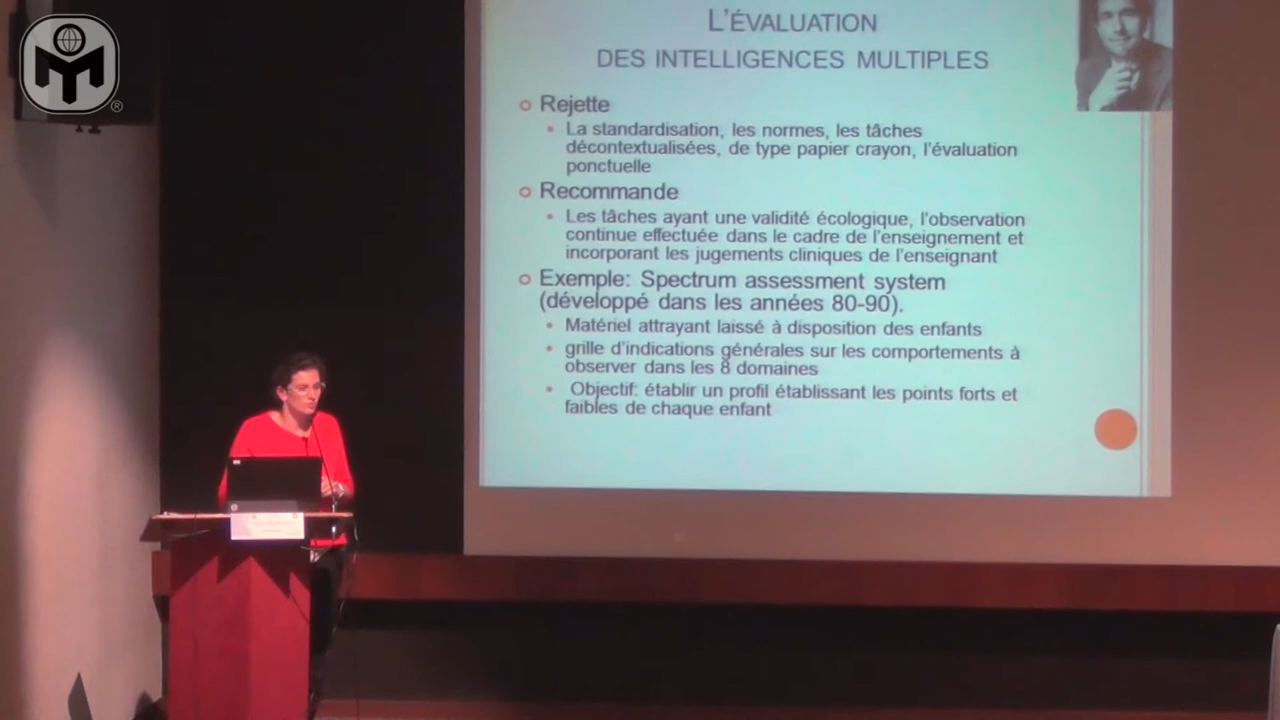 L'ÉVALUATION
DES INTELLIGENCES MULTIPLES
Rejette
La standardisation, les normes, les tâches
décontextualisées, de type papier crayon, l'évaluation
ponctuelle
Recommande
Les tâches ayant une validité écologique, l'observation
continue effectuée dans le cadre de l'enseignement et
incorporant les jugements cliniques de l'enseignant
Exemple: Spectrum assessment system
(développé dans les années 80-90).
Matériel attrayant laissé à disposition des enfants
grille d'indications générales sur les comportements à
observer dans les 8 domaines
Objectif: établir un profil établissant les points forts et
faibles de chaque enfant